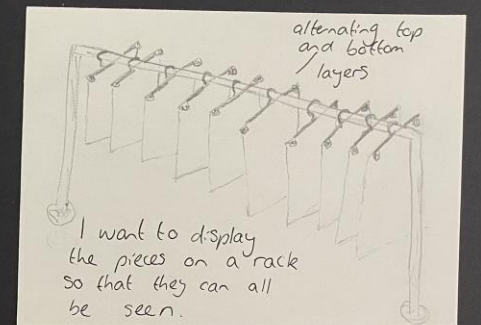 alternating top
and bottom
layers
I want to display
the pieces on a rack
so that they can all
be seen.